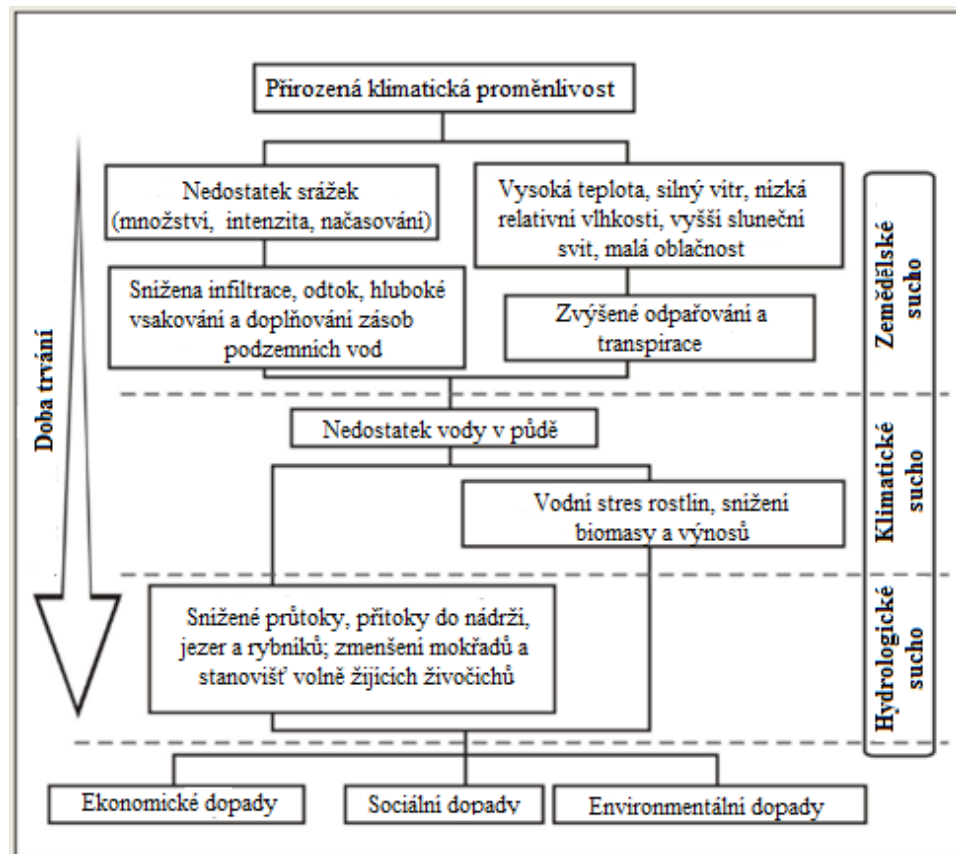 Přirozená klimatická proměnlivost
Nedostatek srážek
(množství, intenzita, načasování)
Vysoká teplota, silný vítr, nízká
relativní vlhkosti, vyšší sluneční
svit, malá oblačnost
Snížena infiltrace, odtok, hluboké
vsakování a doplňování zásob
podzemních vod
Zvýšené odpařování a
transpirace
Zemědělské
sucho
Doba trvání
Nedostatek vody v půdě
Vodní stres rostlin, snížení
biomasy a výnosů
Klimatické
sucho
Snížené průtoky, přítoky do nádrží,
jezer a rybníků; zmenšení mokřadů a
stanovišť volně žijících živočichů
Hydrologické
sucho
Ekonomické dopady
Sociální dopady
Environmentální dopady